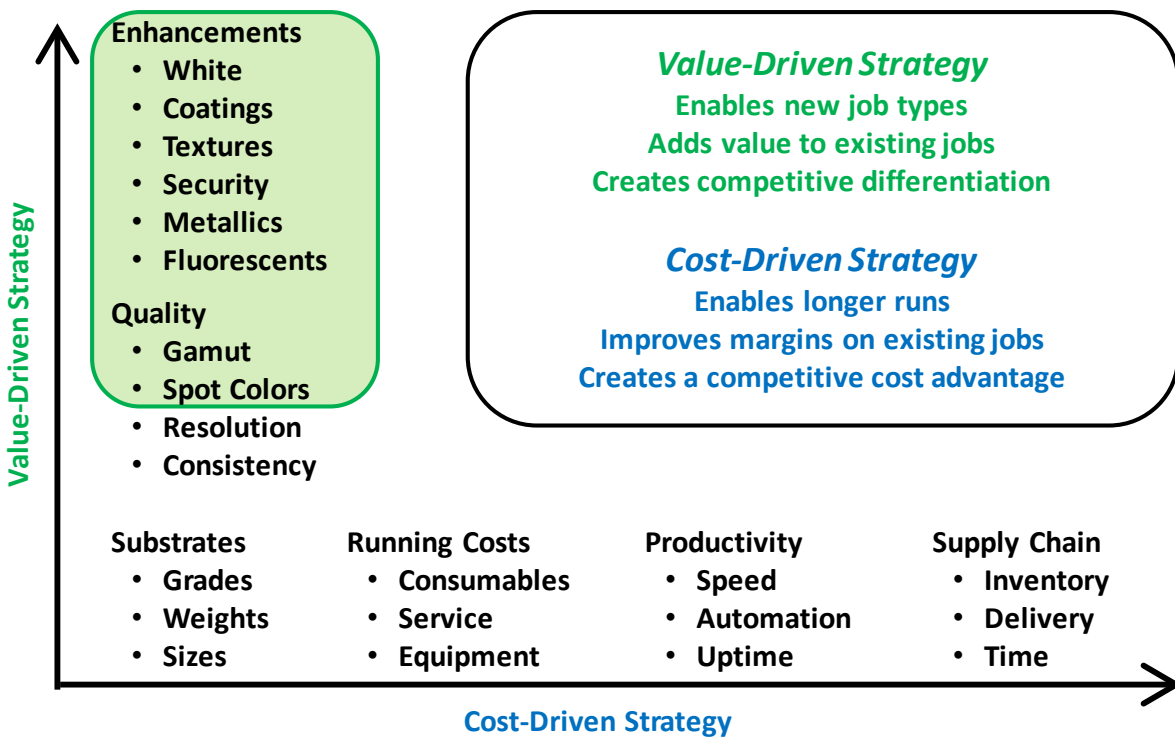 Value-Driven Strategy
Enhancements
• White
• Coatings
• Textures
• Security
• Metallics
• Fluorescents
Quality
• Gamut
• Spot Colors
• Resolution
• Consistency
Value-Driven Strategy
Enables new job types
Adds value to existing jobs
Creates competitive differentiation
Cost-Driven Strategy
Enables longer runs
Improves margins on existing jobs
Creates a competitive cost advantage
Substrates
• Grades
• Weights
• Sizes
Running Costs
• Consumables
• Service
• Equipment
Productivity
• Speed
• Automation
• Uptime
Supply Chain
• Inventory
• Delivery
• Time
Cost-Driven Strategy